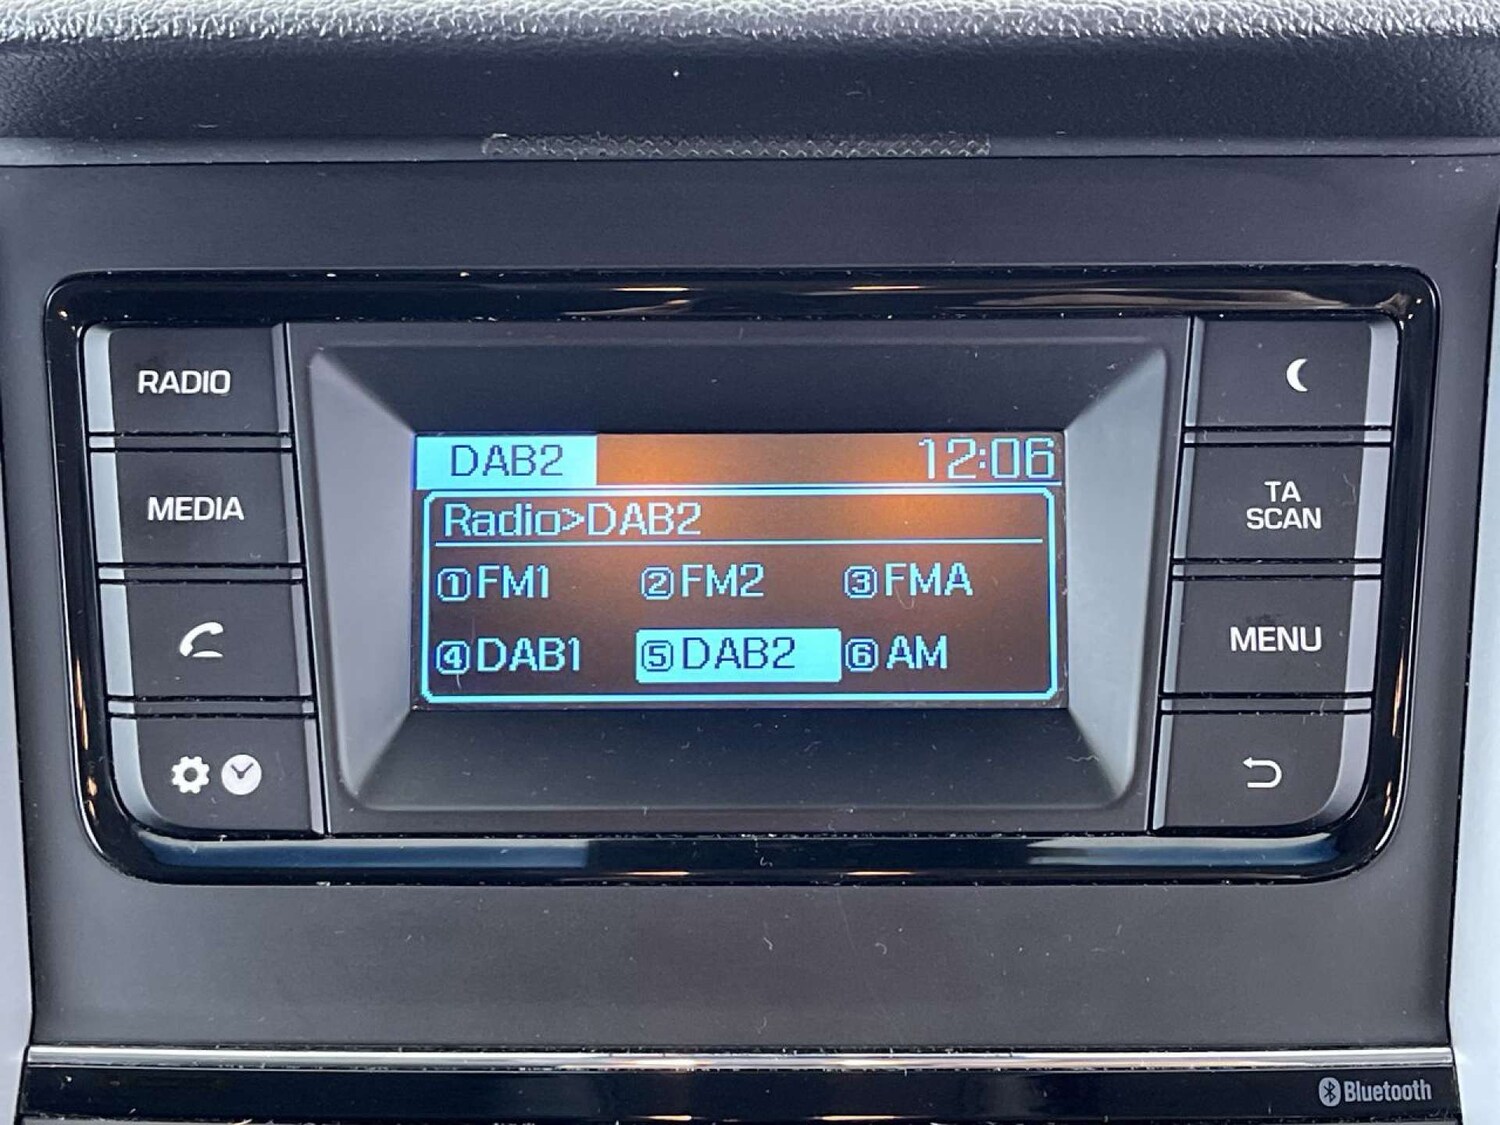 RADIO
MEDIA
DAB2 12:06
Radio>DAB2
①FM1 ②FM2 ③FMA
④DAB1 ⑤DAB2 ⑥AM
TA
SCAN
MENU
Bluetooth